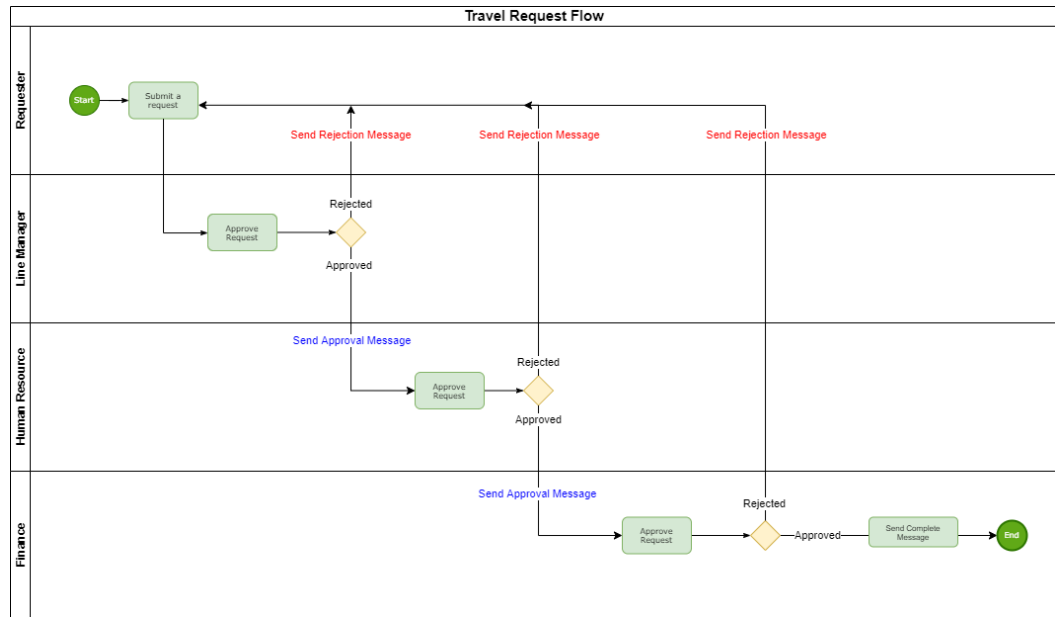 Travel Request Flow
Requester
Start
Submit a
request
Send Rejection Message
Send Rejection Message
Send Rejection Message
Line Manager
Rejected
Approve
Request
Approved
Human Resource
Send Approval Message
Rejected
Approve
Request
Approved
Finance
Send Approval Message
Rejected
Approve
Request
Approved
Send Complete
Message
End